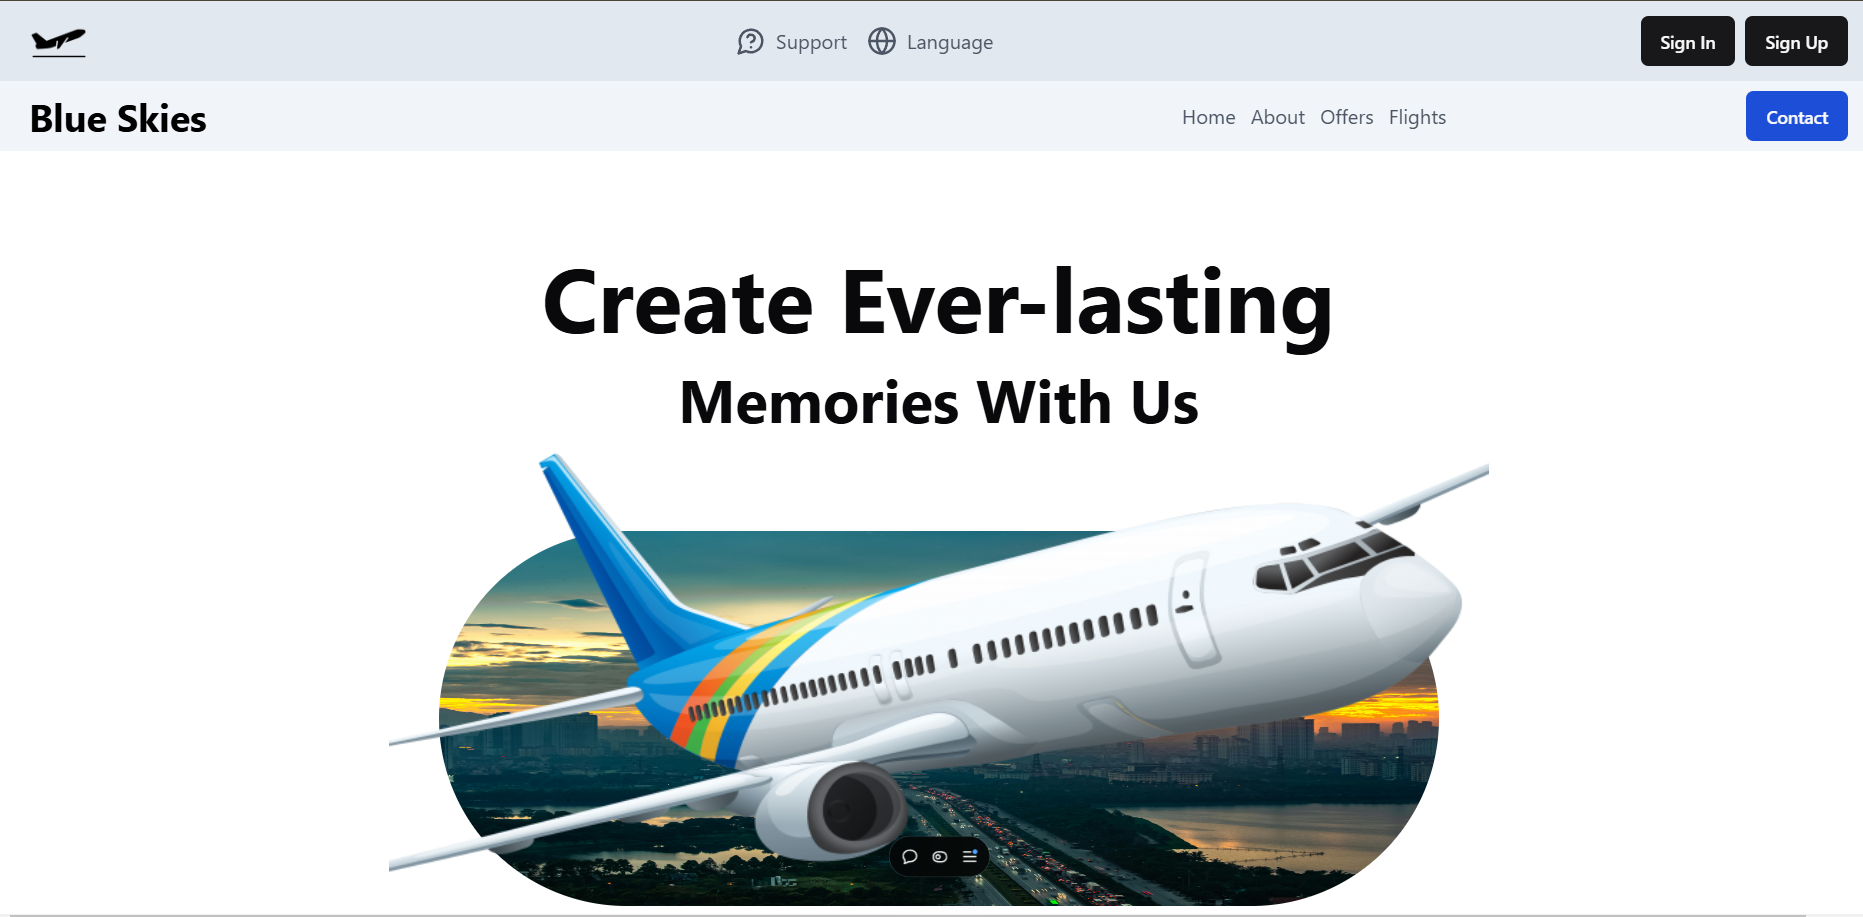 Support Language Sign In Sign Up
Blue Skies Home About Offers Flights Contact
Create Ever-lasting
Memories With Us